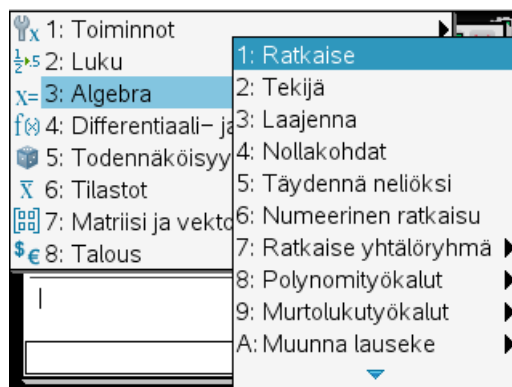 1: Toiminnot
2: Luku
3: Algebra
4: Differentiaali-
5: Todennäköisyy
6: Tilastot
7: Matriisi ja
8: Talous
1: Ratkaise
2: Tekijä
3: Laajenna
4: Nollakohdat
5: Täydennä neliöksi
6: Numeerinen ratkaisu
7: Ratkaise yhtälöryhmä
8: Polynomityökalut
9: Murtolukutyökalut
A: Muunna lauseke